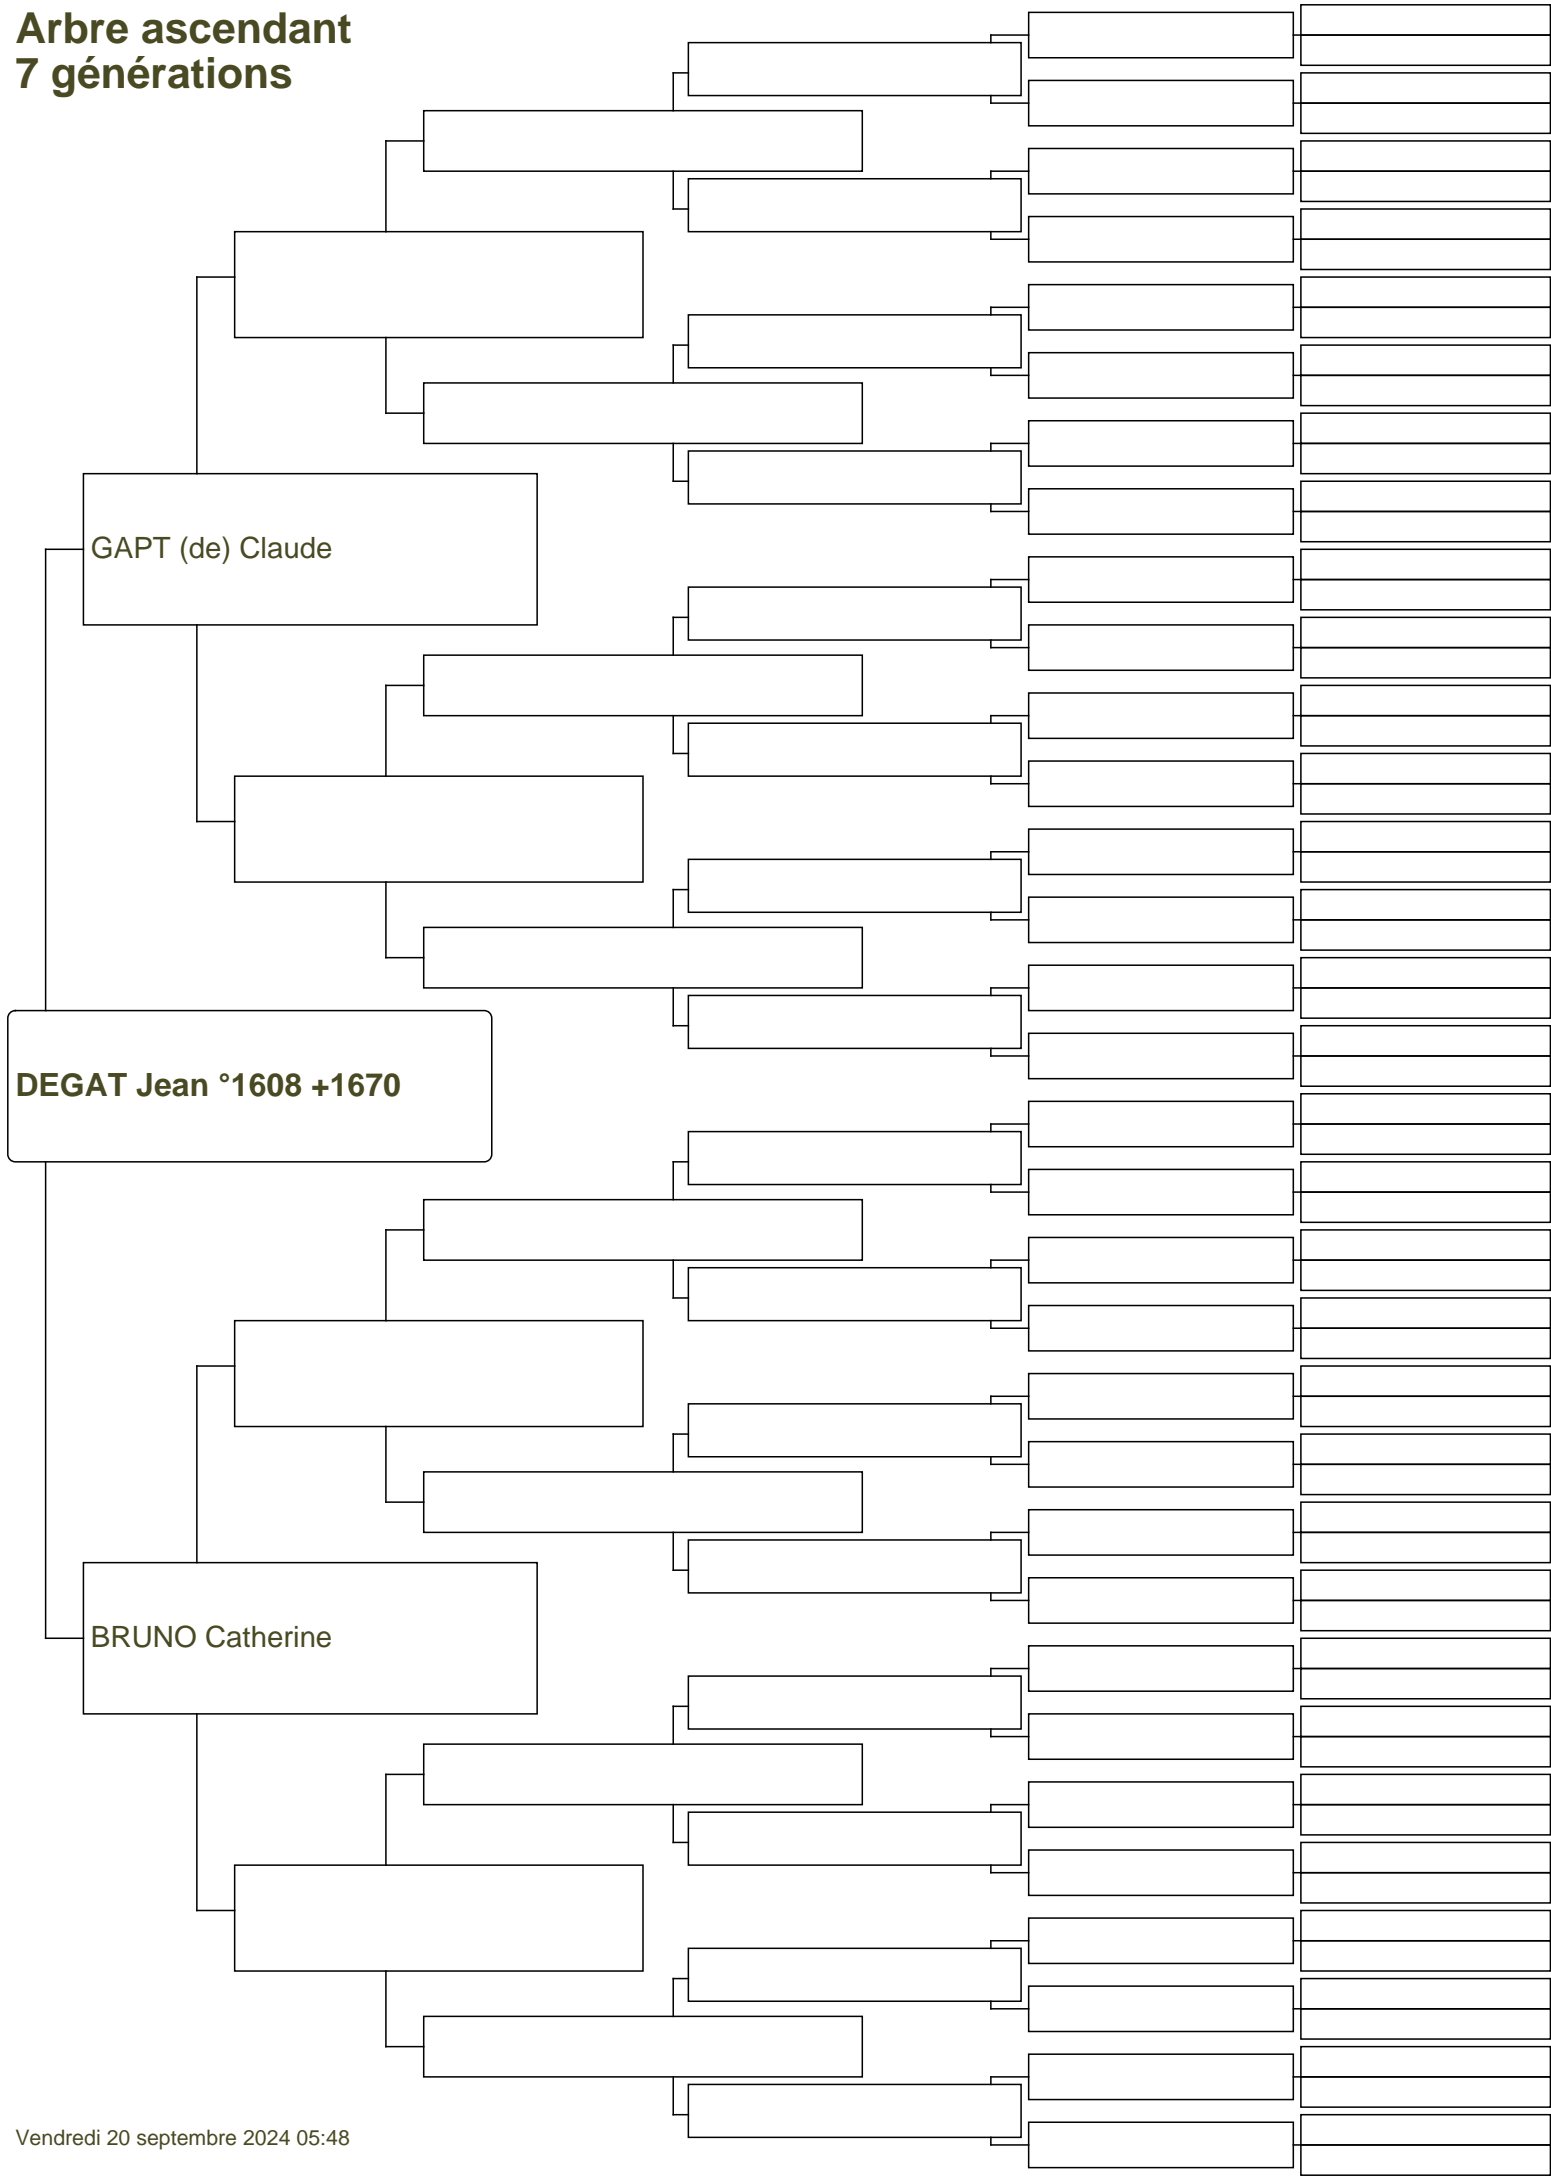 Arbre ascendant
7 générations
GAPT (de) Claude
DEGAT Jean °1608 +1670
BRUNO Catherine
Vendredi 20 septembre 2024 05:48